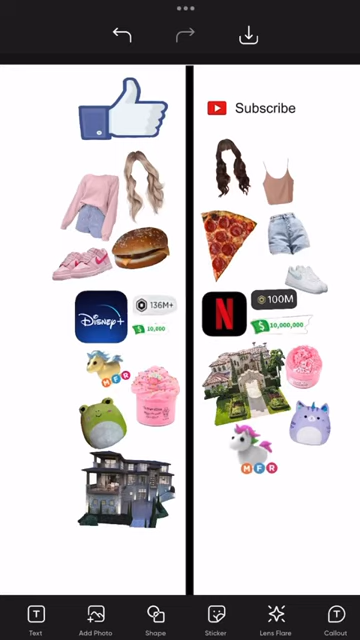 Subscribe
136M+
Disney+
10,000
N
100M
$ 10,000,000
M F R
M F R
Text
Add Photo
Shape
Sticker
Lens Flare
Callout